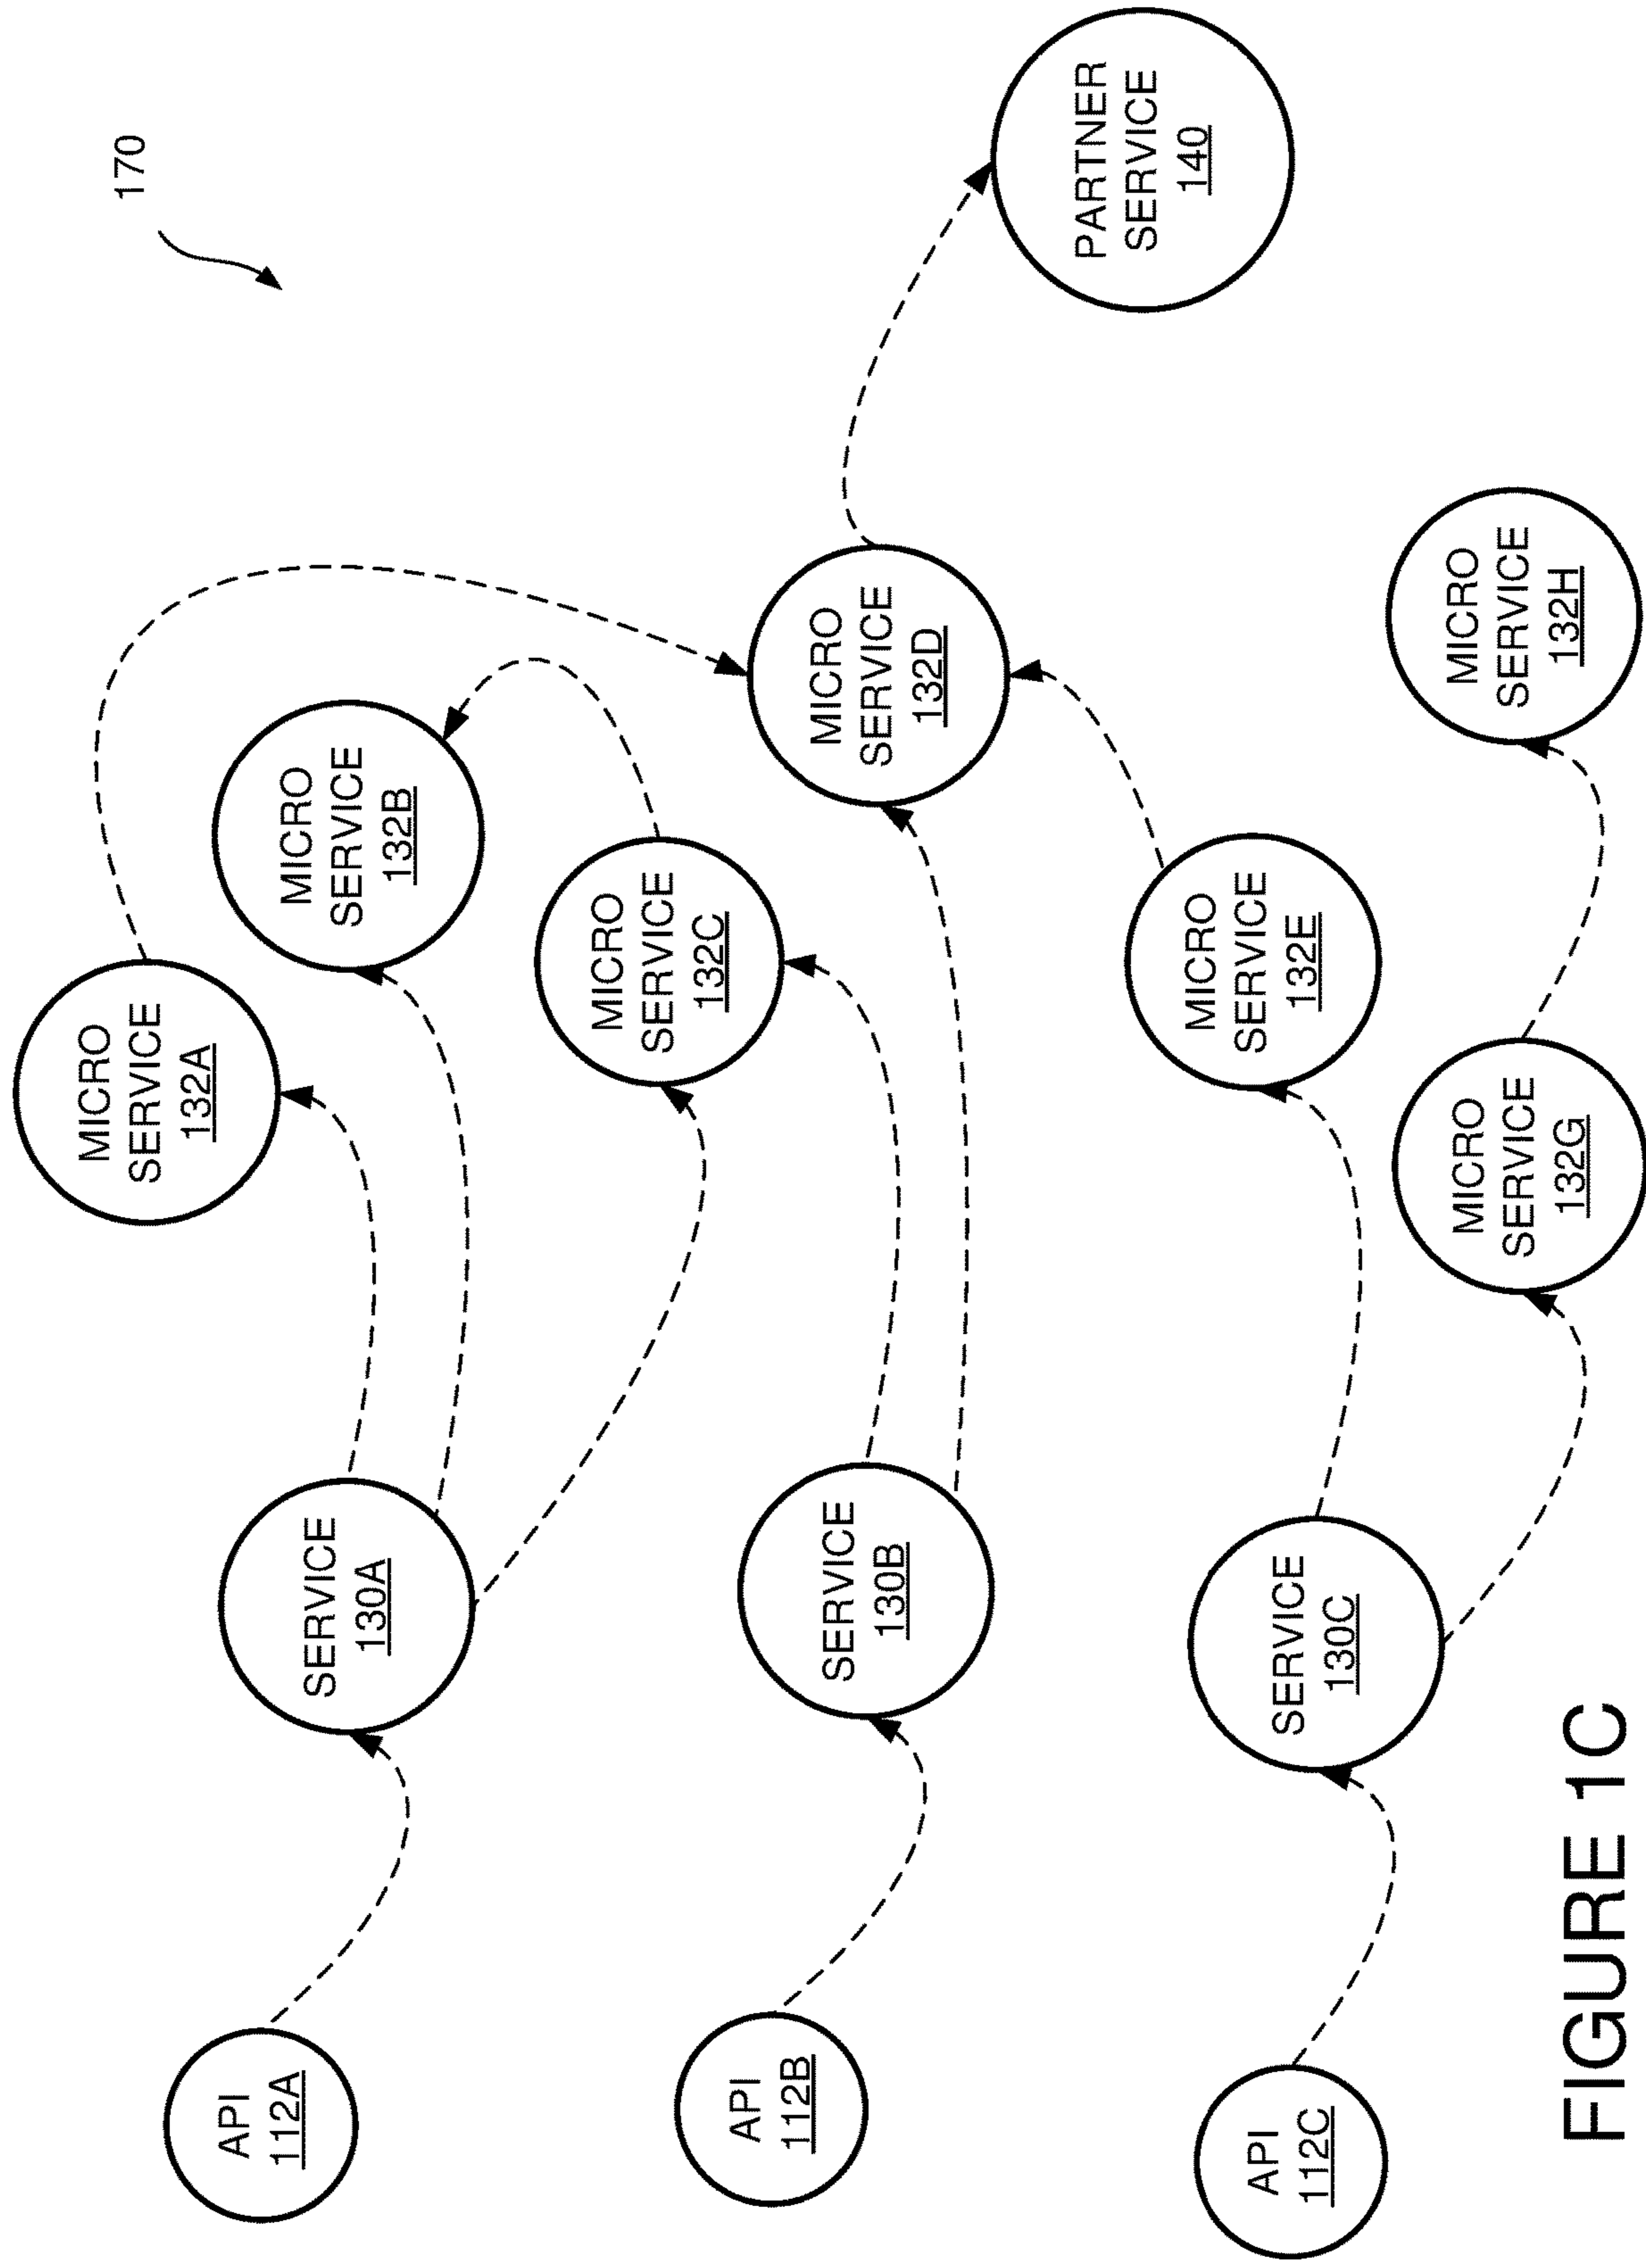 170
MICRO
SERVICE
132A
MICRO
SERVICE
132B
SERVICE
130A
API
112A
MICRO
SERVICE
132C
MICRO
SERVICE
132D
PARTNER
SERVICE
140
SERVICE
130B
API
112B
MICRO
SERVICE
132E
SERVICE
130C
API
112C
MICRO
SERVICE
132G
MICRO
SERVICE
132H
FIGURE 1C